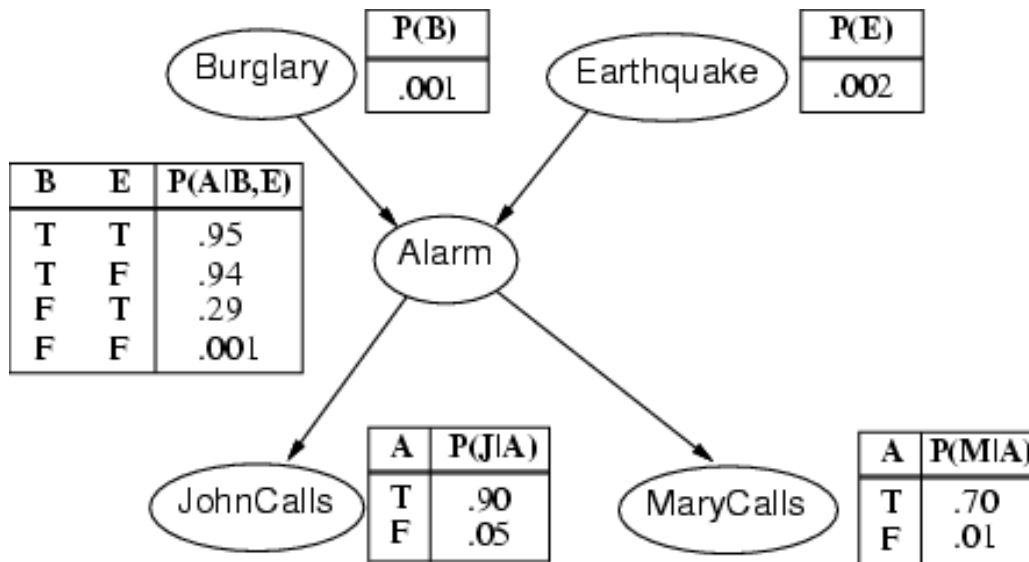 Burglary
P(B)
.001
Earthquake
P(E)
.002
B E P(A|B,E)
T T .95
T F .94
F T .29
F F .001
Alarm
JohnCalls
A P(J|A)
T .90
F .05
MaryCalls
A P(M|A)
T .70
F .01